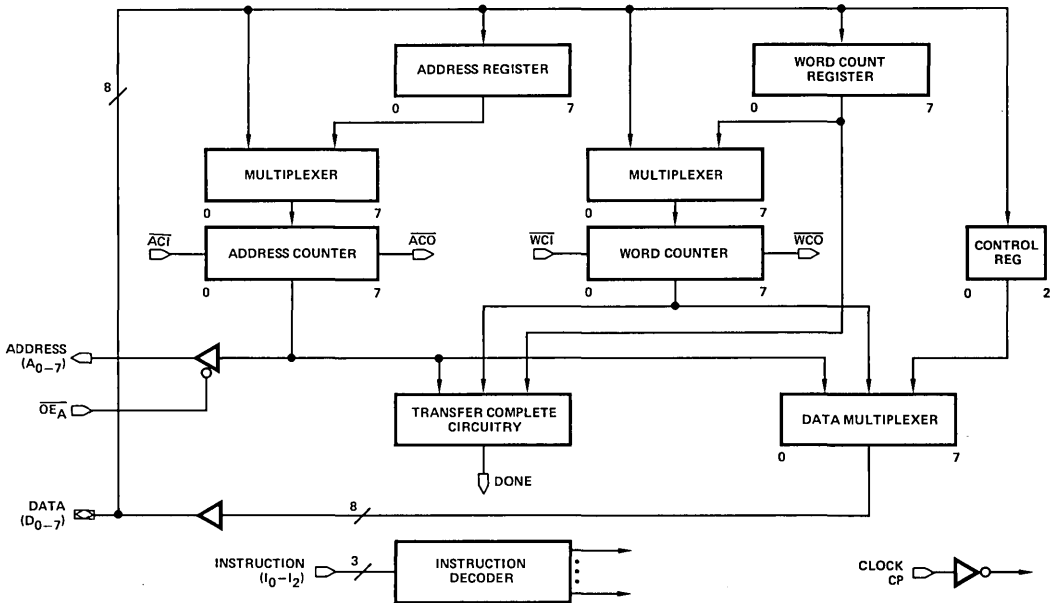 8
ADDRESS REGISTER
0 7
WORD COUNT
REGISTER
0 7
MULTIPLEXER
0 7
MULTIPLEXER
0 7
ACI
ADDRESS COUNTER
ACO
0 7
WCI
WORD COUNTER
WCO
0 7
CONTROL
REG
0 2
ADDRESS
(A0–7)
OEA
TRANSFER COMPLETE
CIRCUITRY
DONE
DATA MULTIPLEXER
0 7
DATA
(D0–7)
8
INSTRUCTION
(I0–I2)
3
INSTRUCTION
DECODER
CLOCK
CP